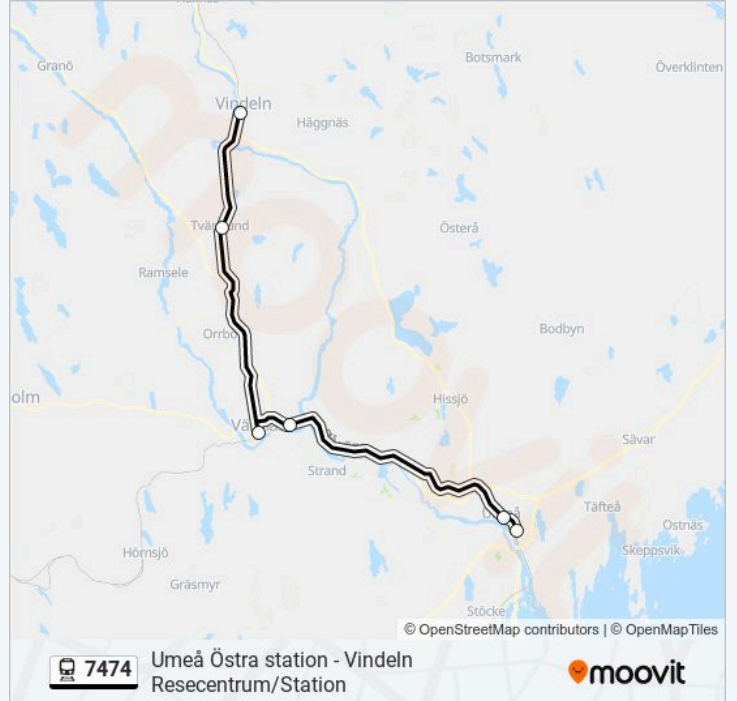 Granö
Botsmark
Överklinten
Vindeln
Häggnäs
Österå
Ramsele
Bodbyn
olm
Hissjö
Sävar
Strand
Täfteå
Ostnäs
Skeppsvik
Hömsjö
Gräsmyr
Stöcke
© OpenStreetMap contributors | © OpenMapTiles
7474
Umeå Östra station - Vindeln
Resecentrum/Station
moovit